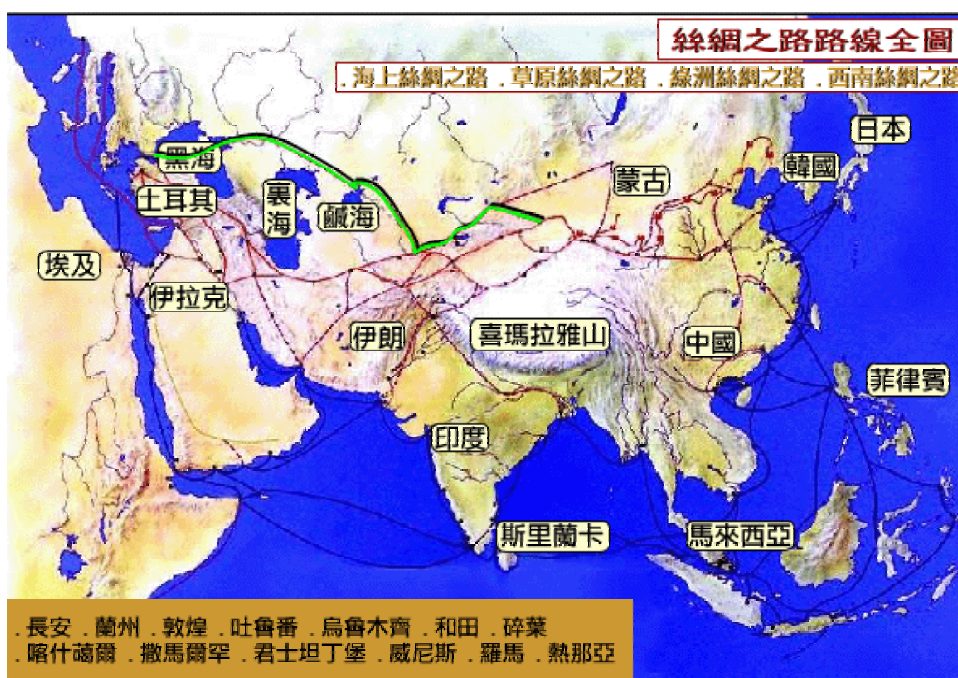 絲綢之路路線全圖
.海上絲綢之路 .草原絲綢之路 .綠洲絲綢之路 .西南絲綢之路
日本
韓國
黑海
蒙古
土耳其
裏海
鹹海
埃及
伊拉克
伊朗
喜瑪拉雅山
中國
菲律賓
印度
斯里蘭卡
馬來西亞
.長安 .蘭州 .敦煌 .吐魯番 .烏魯木齊 .和田 .碎葉
.喀什葛爾 .撒馬爾罕 .君士坦丁堡 .威尼斯 .羅馬 .熱那亞